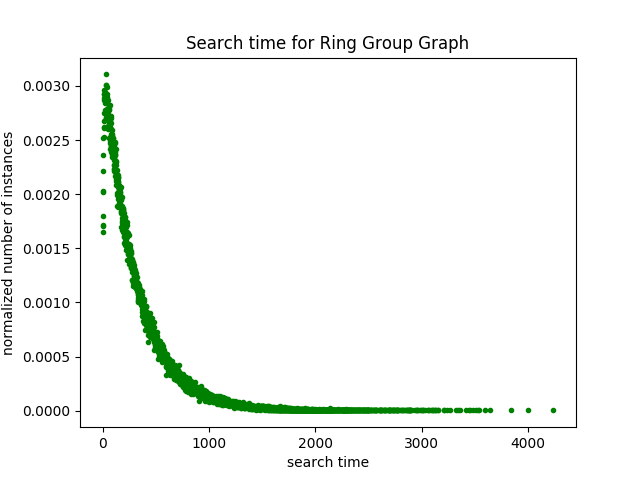 Search time for Ring Group Graph
normalized number of instances
0.0030
0.0025
0.0020
0.0015
0.0010
0.0005
0.0000
0 1000 2000 3000 4000
search time